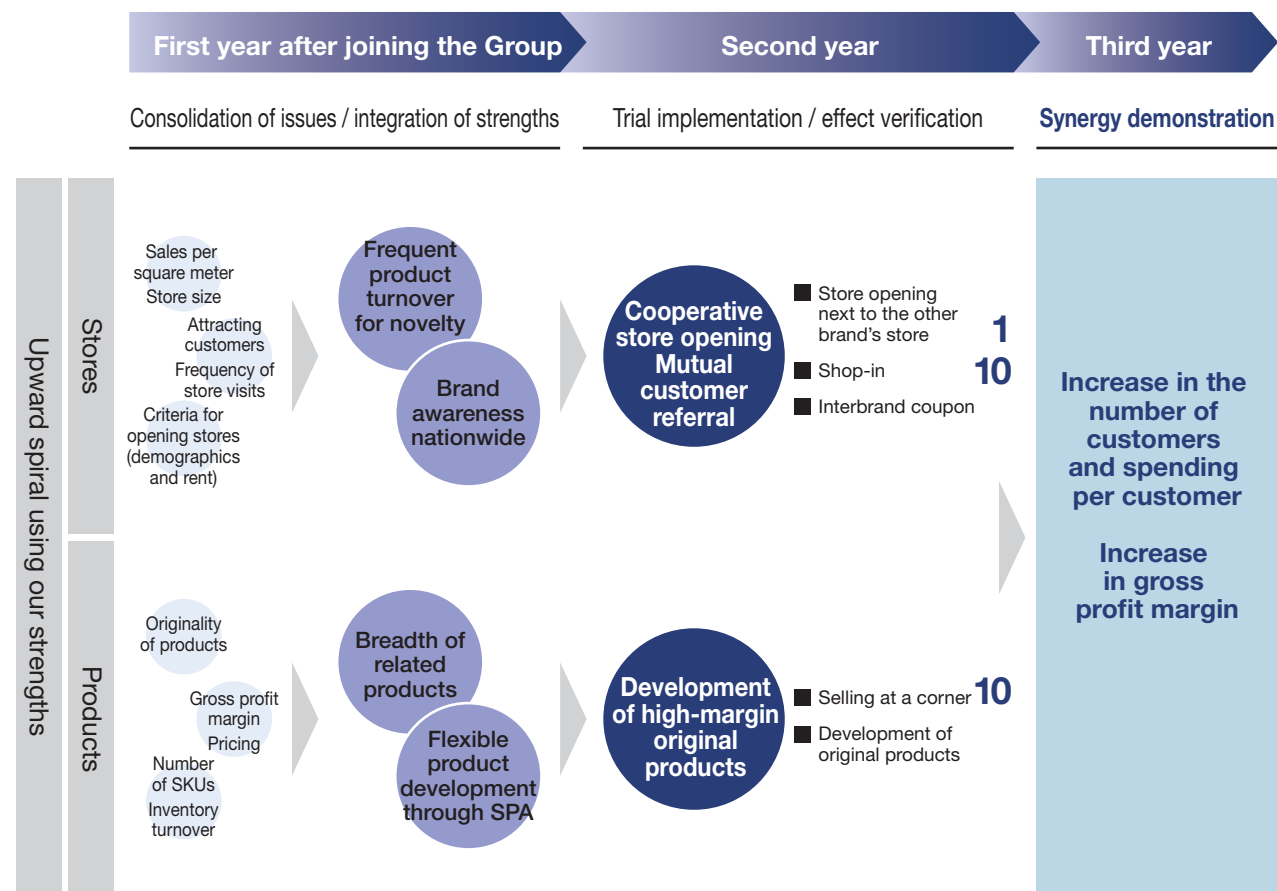 First year after joining the Group
Second year
Third year
Consolidation of issues / integration of strengths
Trial implementation / effect verification
Synergy demonstration
Upward spiral using our strengths
Stores
Sales per
square meter
Store size
Attracting
customers
Frequency of
store visits
Criteria for
opening stores
(demographics
and rent)
Frequent
product
turnover
for novelty
Brand
awareness
nationwide
Cooperative
store opening
Mutual
customer
referral
■ Store opening
next to the other
brand's store 1
■ Shop-in 10
■ Interbrand coupon
Products
Originality
of products
Gross profit
margin
Pricing
Number
of SKUs
Inventory
turnover
Breadth of
related
products
Flexible
product
development
through SPA
Development
of high-margin
original
products
■ Selling at a corner 10
■ Development of
original products
Increase in the
number of
customers
and spending
per customer
Increase
in gross
profit margin